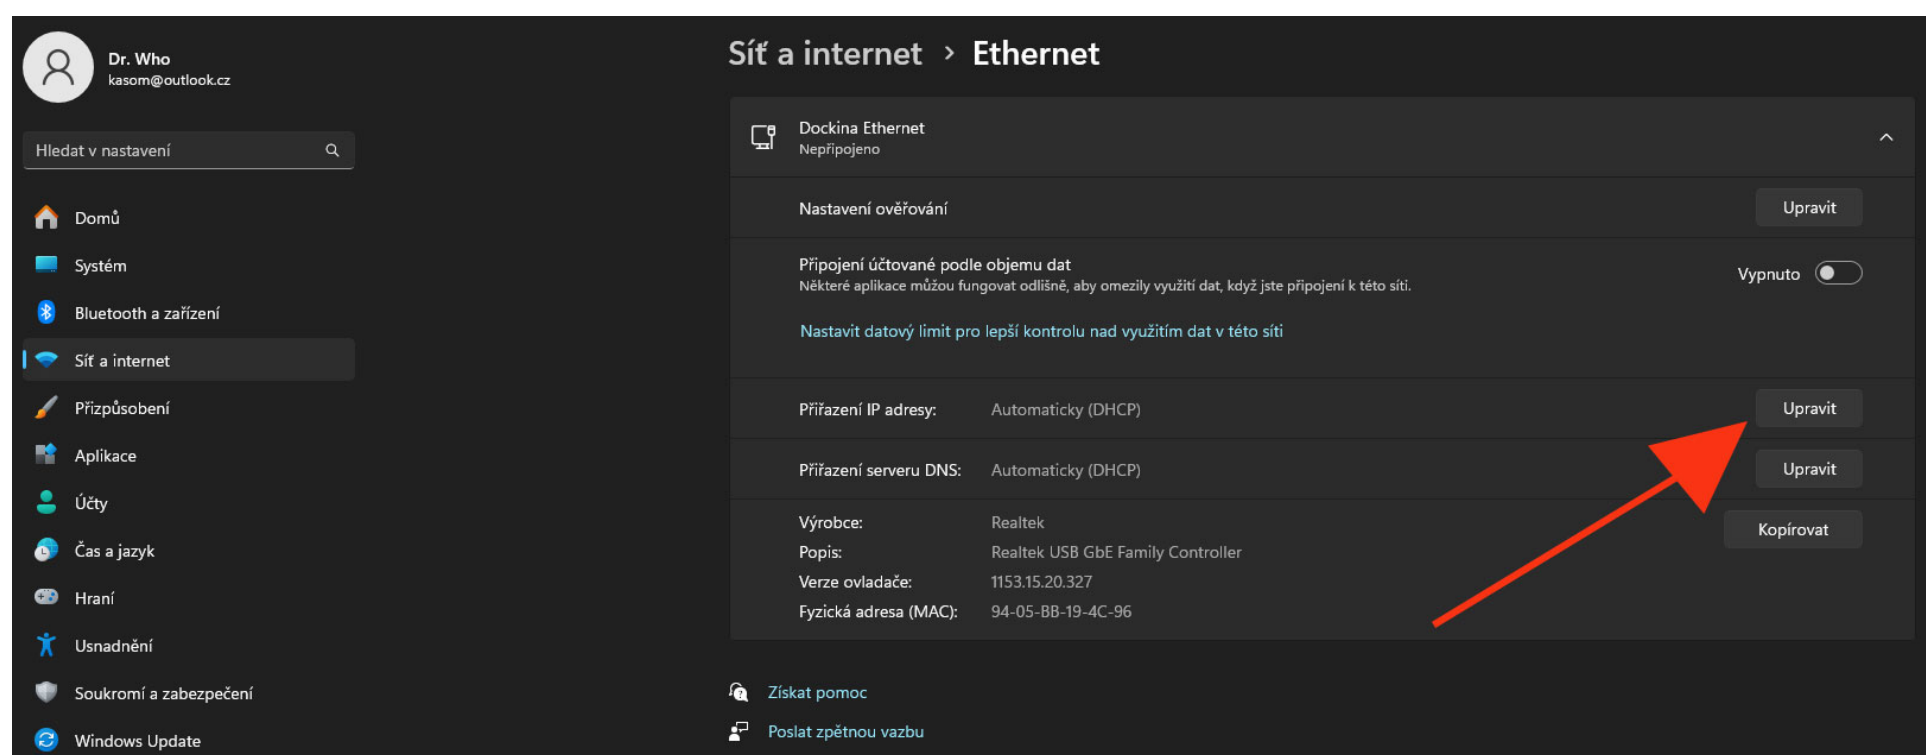 Dr. Who
kasom@outlook.cz
Hledat v nastavení
Domů
Systém
Bluetooth a zařízení
Síť a internet
Přizpůsobení
Aplikace
Účty
Čas a jazyk
Hraní
Usnadnění
Soukromí a zabezpečení
Windows Update
Síť a internet > Ethernet
Dockina Ethernet
Nepřipojeno
Nastavení ověřování Upravit
Připojení účtované podle objemu dat Vypnuto
Některé aplikace můžou fungovat odlišně, aby omezily využití dat, když jste připojení k této síti.
Nastavit datový limit pro lepší kontrolu nad využitím dat v této síti
Přiřazení IP adresy: Automaticky (DHCP) Upravit
Přiřazení serveru DNS: Automaticky (DHCP) Upravit
Výrobce: Realtek Kopírovat
Popis: Realtek USB GbE Family Controller
Verze ovladače: 1153.15.20.327
Fyzická adresa (MAC): 94-05-BB-19-4C-96
Získat pomoc
Poslat zpětnou vazbu